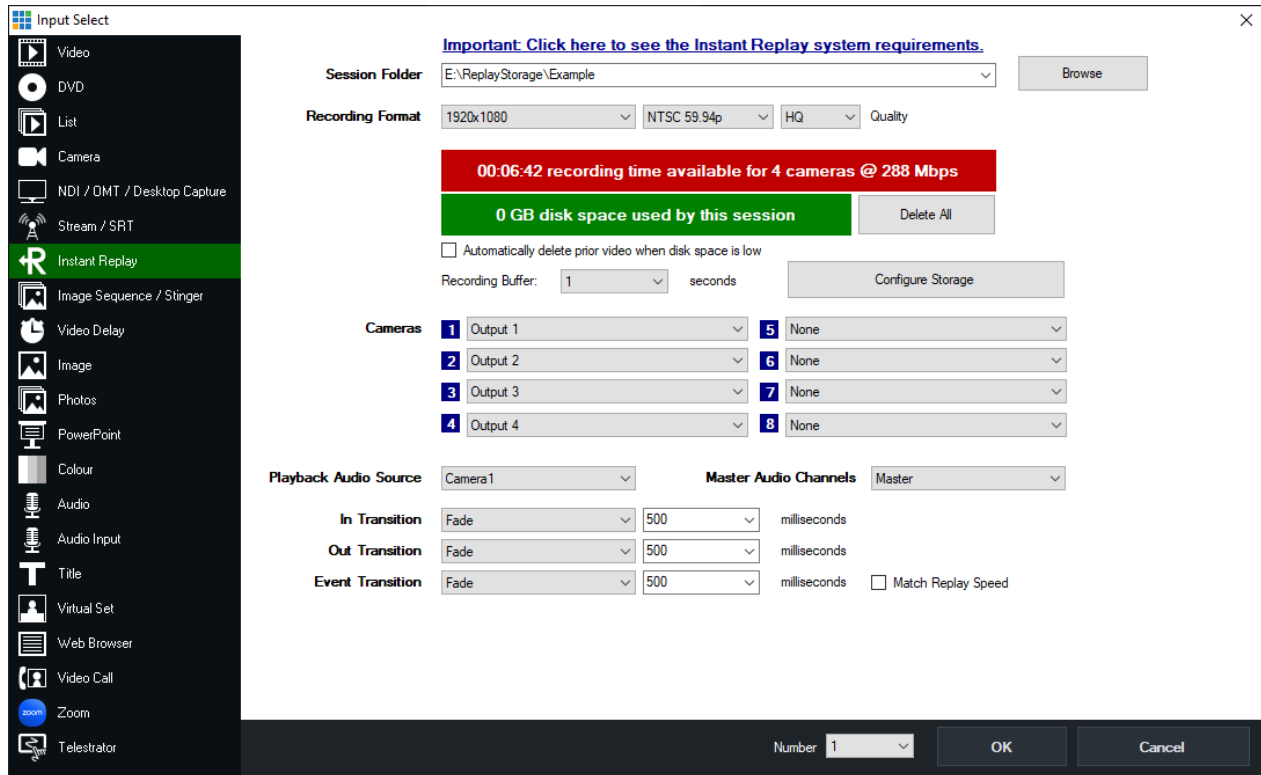 Input Select
Video
DVD
List
Camera
NDI / OMT / Desktop Capture
Stream / SRT
Instant Replay
Image Sequence / Stinger
Video Delay
Image
Photos
PowerPoint
Colour
Audio
Audio Input
Title
Virtual Set
Web Browser
Video Call
zoom Zoom
Telestrator
Important: Click here to see the Instant Replay system requirements.
Session Folder E:\ReplayStorage\Example Browse
Recording Format 1920x1080 NTSC 59.94p HQ Quality
00:06:42 recording time available for 4 cameras @ 288 Mbps
0 GB disk space used by this session Delete All
Automatically delete prior video when disk space is low
Recording Buffer: 1 seconds Configure Storage
Cameras 1 Output 1 5 None
2 Output 2 6 None
3 Output 3 7 None
4 Output 4 8 None
Playback Audio Source Camera1 Master Audio Channels Master
In Transition Fade 500 milliseconds
Out Transition Fade 500 milliseconds
Event Transition Fade 500 milliseconds Match Replay Speed
Number 1 OK Cancel